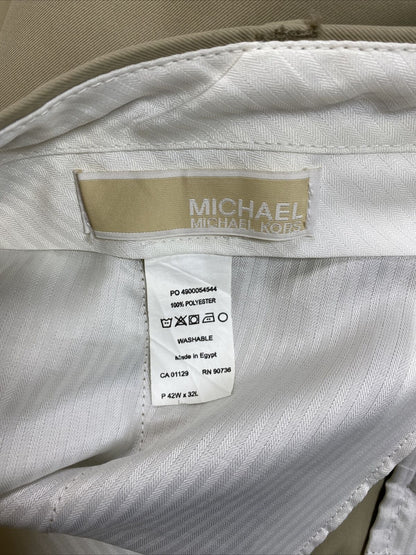 MICHAEL
MICHAEL KORS
PO 4900054544
100% POLYESTER
WASHABLE
Made in Egypt
CA 01129 RN 90736
P 42W x 32L